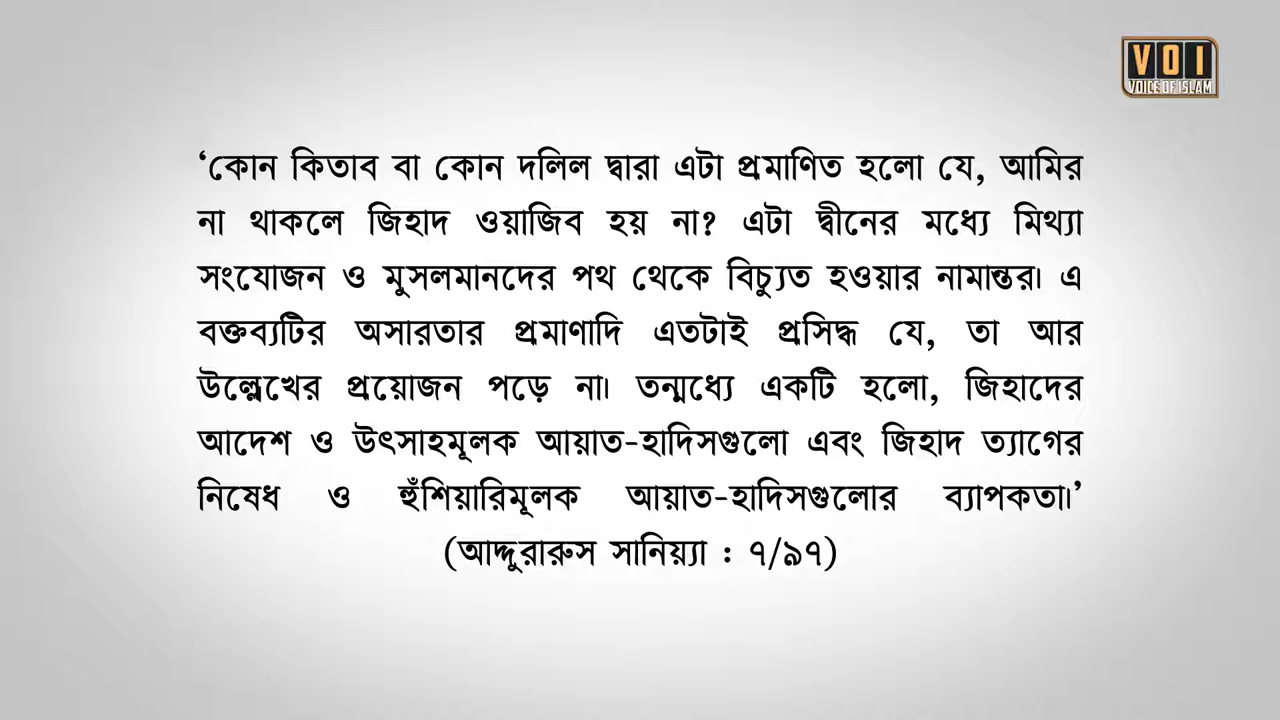 VOI
VOICE OF ISLAM
‘কোন কিতাব বা কোন দলিল দ্বারা এটা প্রমাণিত হলো যে, আমির
না থাকলে জিহাদ ওয়াজিব হয় না? এটা দ্বীনের মধ্যে মিথ্যা
সংযোজন ও মুসলমানদের পথ থেকে বিচ্যুত হওয়ার নামান্তর। এ
বক্তব্যটির অসারতার প্রমাণাদি এতটাই প্রসিদ্ধ যে, তা আর
উল্লেখের প্রয়োজন পড়ে না। তন্মধ্যে একটি হলো, জিহাদের
আদেশ ও উৎসাহমূলক আয়াত-হাদিসগুলো এবং জিহাদ ত্যাগের
নিষেধ ও হুঁশিয়ারিমূলক আয়াত-হাদিসগুলোর ব্যাপকতা।’
(আদ্দুরারুস সানিয়্যা : ৭/৯৭)